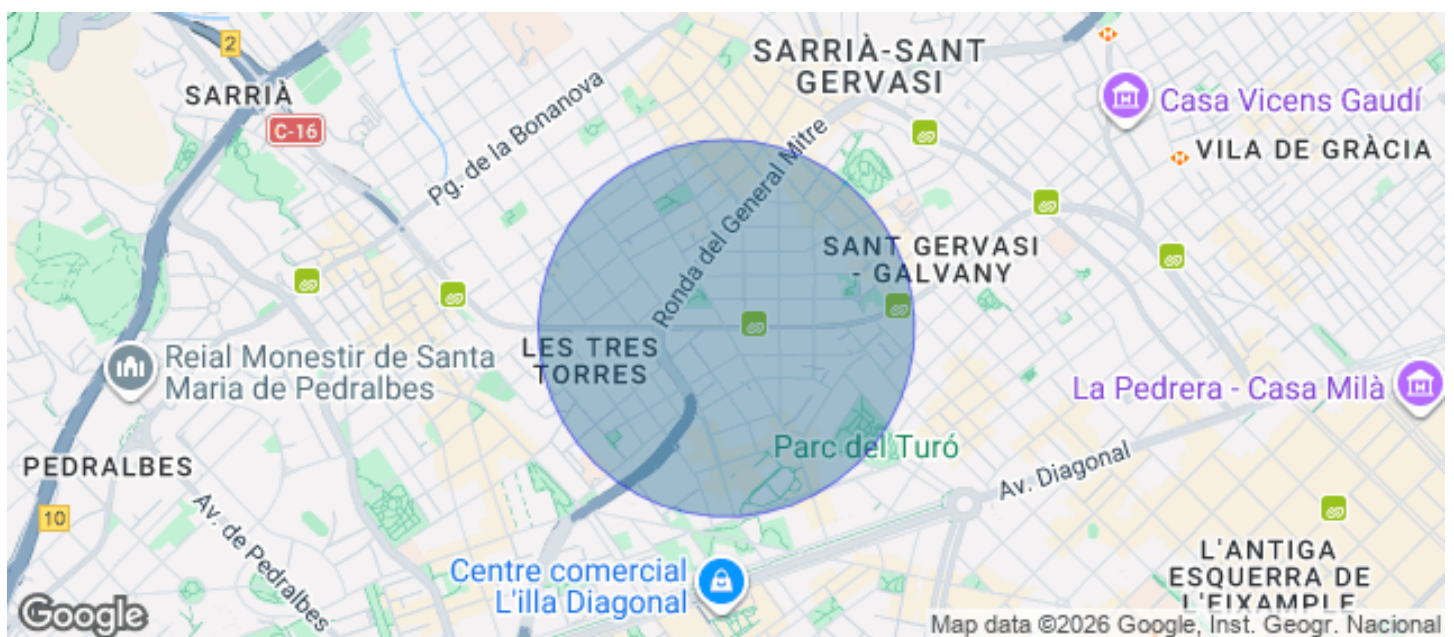 SARRIÀ-SANT
GERVASI
2
SARRIÀ
C-16
Pg. de la Bonanova
Casa Vicens Gaudí
VILA DE GRÀCIA
Ronda del General Mitre
SANT GERVASI
- GALVANY
LES TRES
TORRES
Reial Monestir de Santa
Maria de Pedralbes
La Pedrera - Casa Milà
Parc del Turó
PEDRALBES
Av. Diagonal
10
Av. de Pedralbes
Centre comercial
L'illa Diagonal
L'ANTIGA
ESQUERRA DE
L'EIXAMPLE
Google
Map data ©2026 Google, Inst. Geogr. Nacional